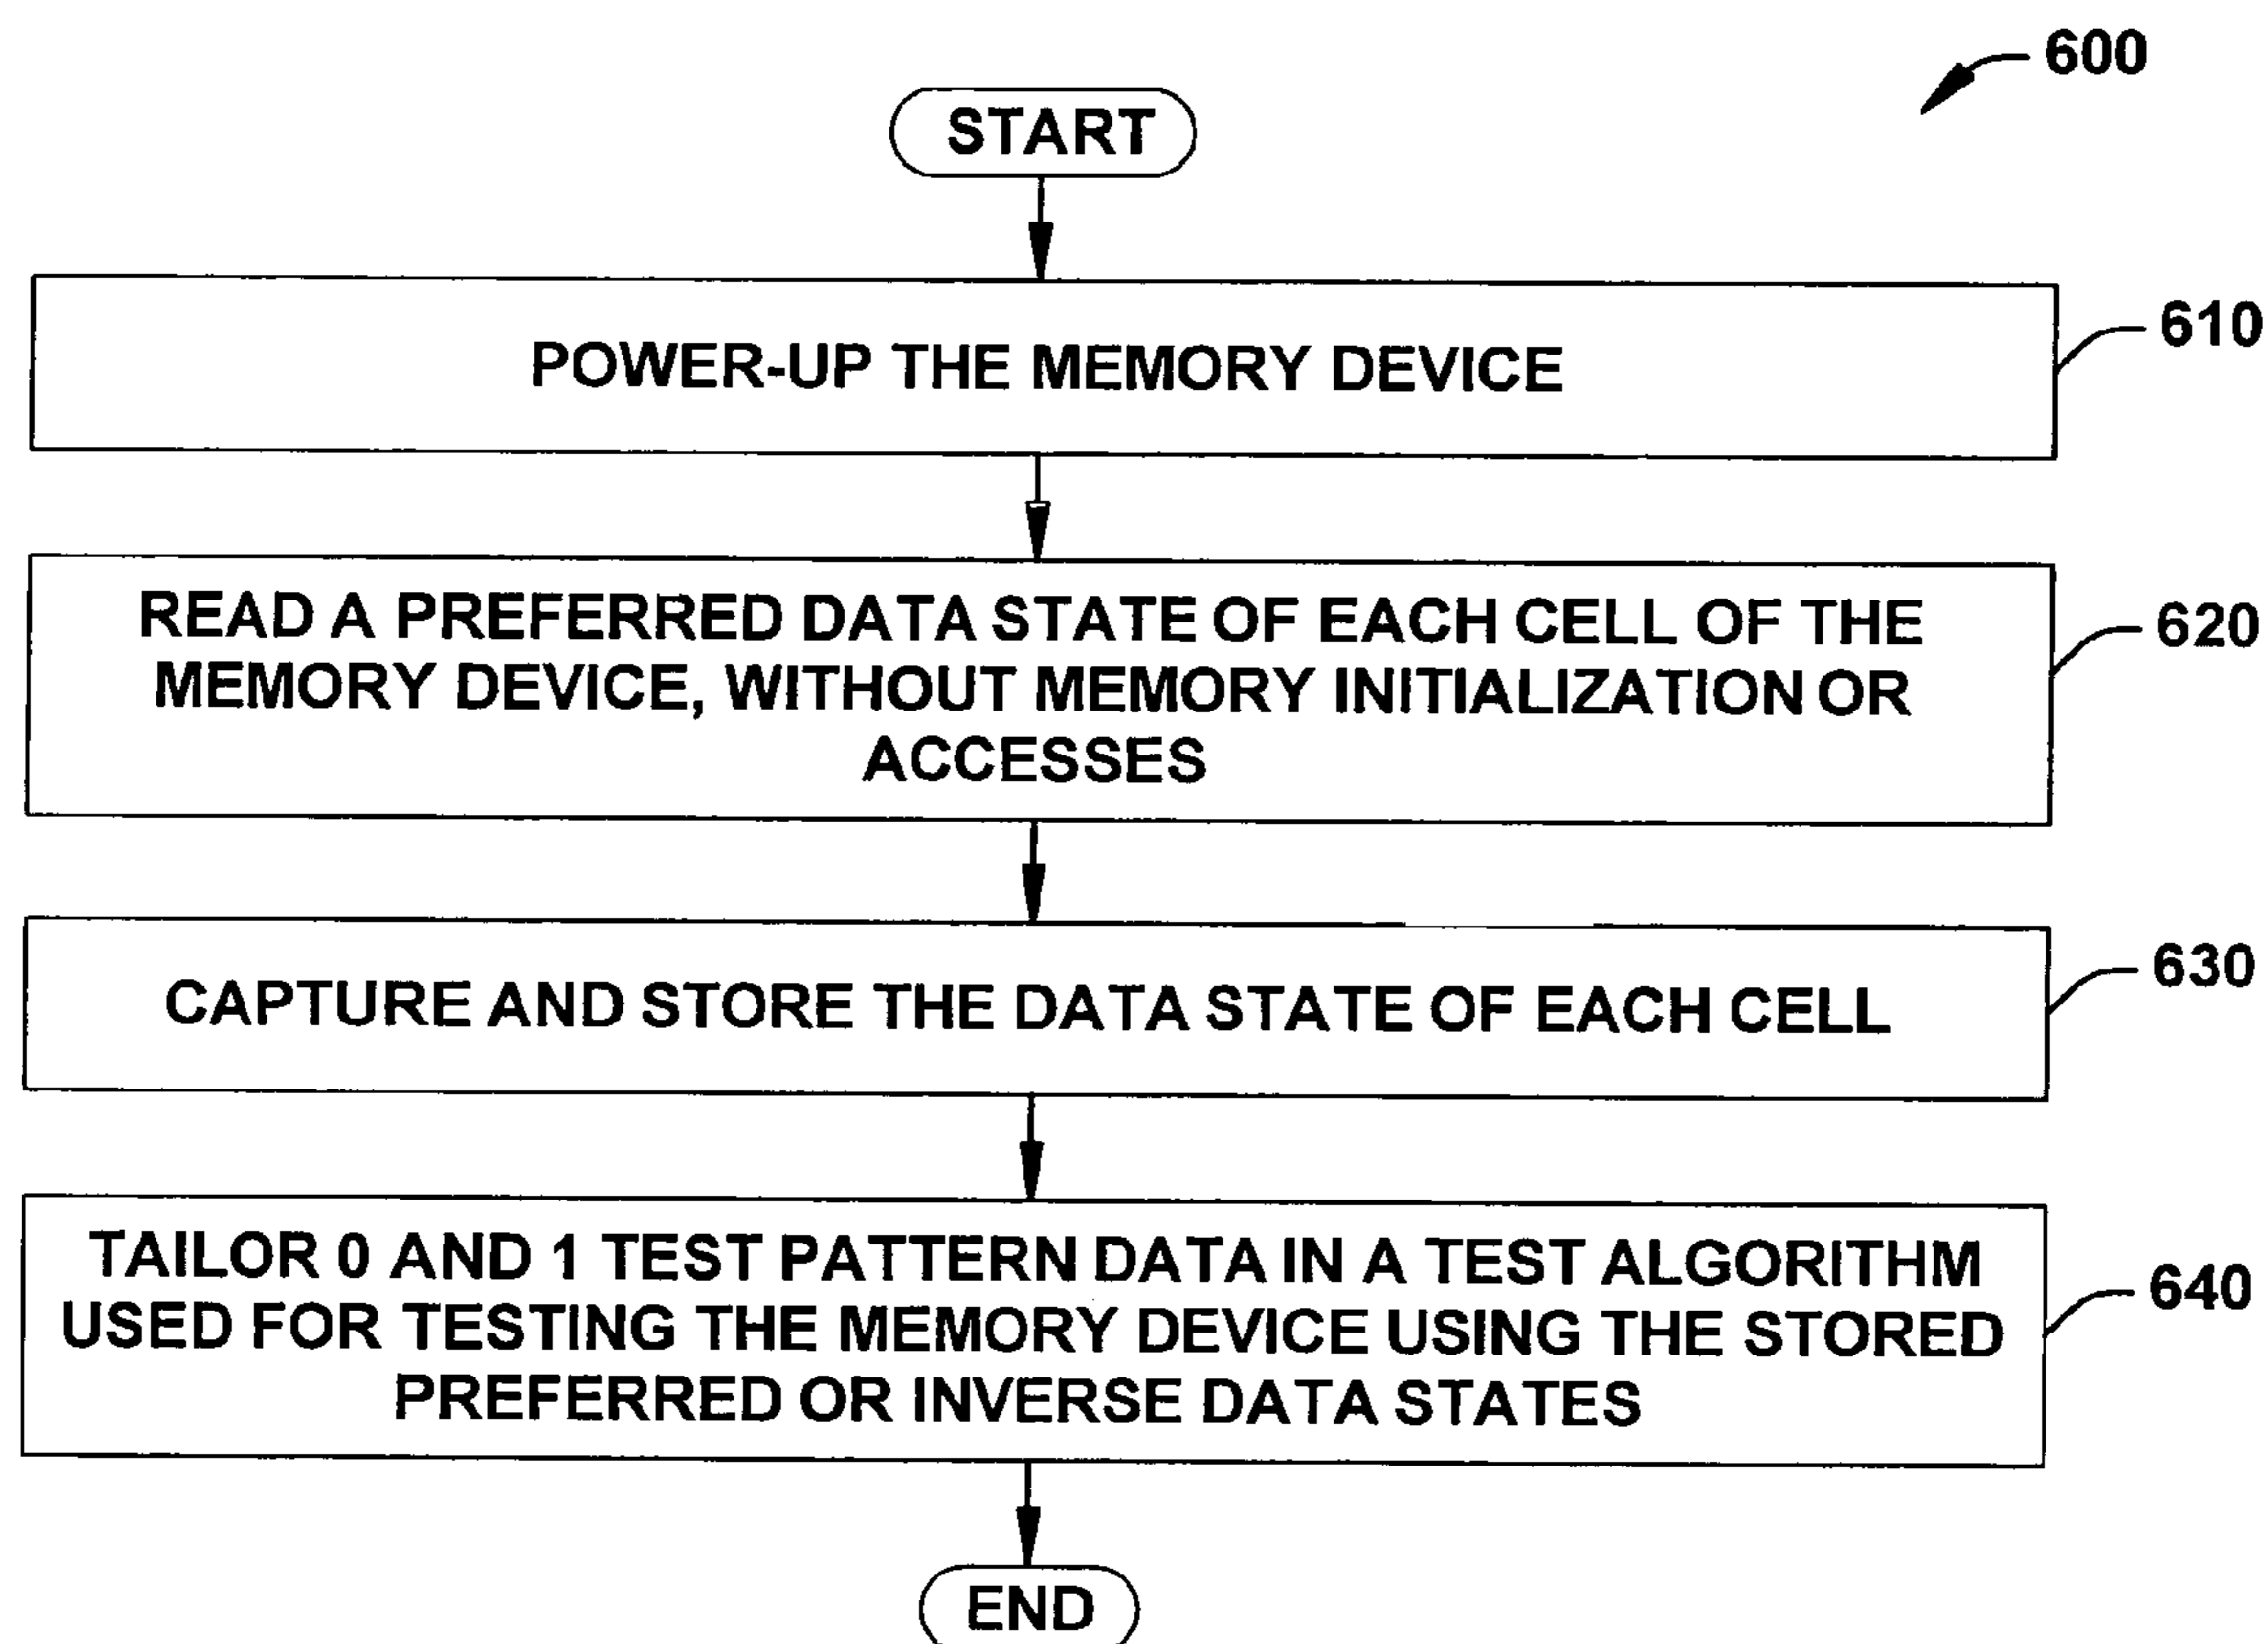 600
START
POWER-UP THE MEMORY DEVICE
610
READ A PREFERRED DATA STATE OF EACH CELL OF THE
MEMORY DEVICE, WITHOUT MEMORY INITIALIZATION OR
ACCESSES
620
CAPTURE AND STORE THE DATA STATE OF EACH CELL
630
TAILOR 0 AND 1 TEST PATTERN DATA IN A TEST ALGORITHM
USED FOR TESTING THE MEMORY DEVICE USING THE STORED
PREFERRED OR INVERSE DATA STATES
640
END